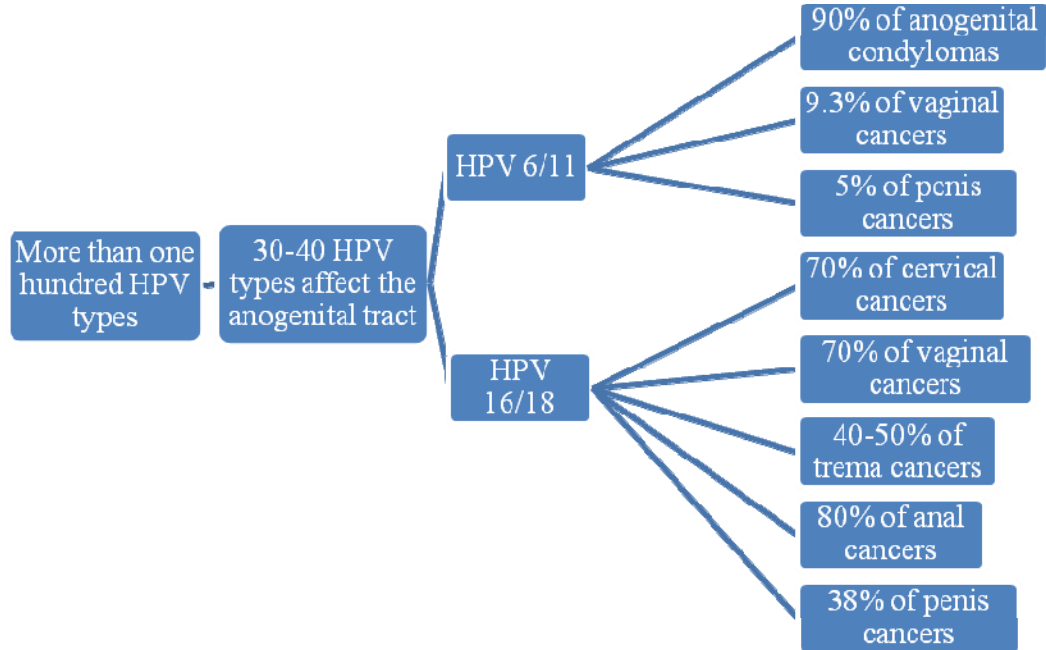 More than one
hundred HPV
types
30-40 HPV
types affect the
anogenital tract
HPV 6/11
HPV
16/18
90% of anogenital
condylomas
9.3% of vaginal
cancers
5% of penis
cancers
70% of cervical
cancers
70% of vaginal
cancers
40-50% of
trema cancers
80% of anal
cancers
38% of penis
cancers